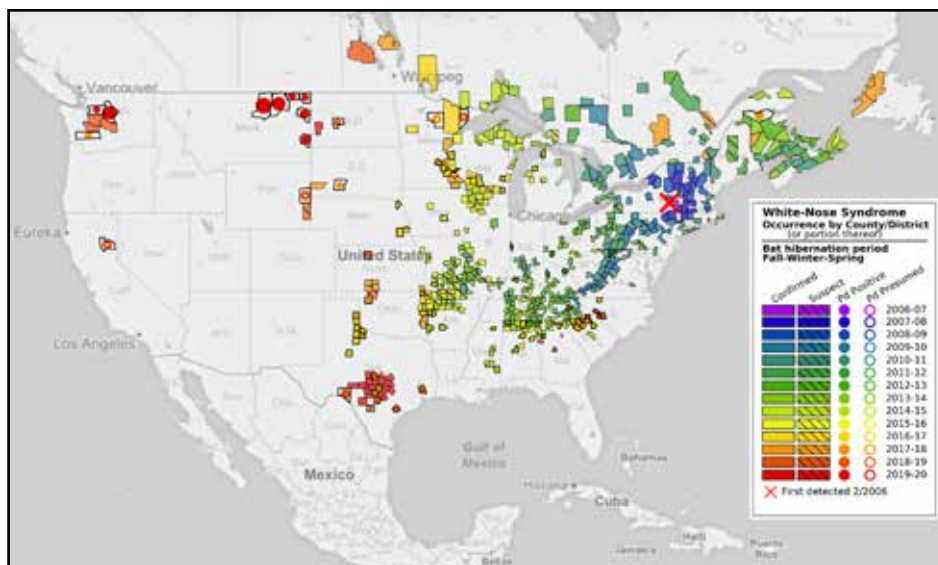 Vancouver
Winnipeg
Eureka
Chicago
United States
Los Angeles
Mexico
Gulf of
Mexico
Havana
Cuba
Bahamas
Haiti
Jamaica
Puerto
Rico
Belize
White-Nose Syndrome
Occurrence by County/District
(or portion thereof)
Bat hibernation period
Fall-Winter-Spring
Confirmed
Suspect
Pd Positive
Pd Presumed
2006-07
2007-08
2008-09
2009-10
2010-11
2011-12
2012-13
2013-14
2014-15
2015-16
2016-17
2017-18
2018-19
2019-20
First detected 2/2006